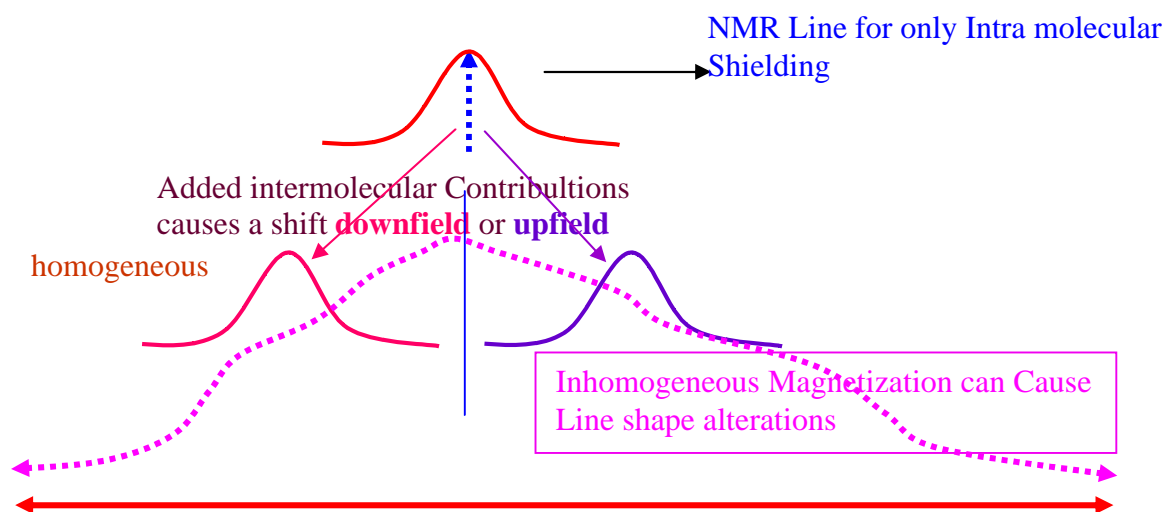 NMR Line for only Intra molecular
Shielding
Added intermolecular Contribultions
causes a shift downfield or upfield
homogeneous
Inhomogeneous Magnetization can Cause
Line shape alterations